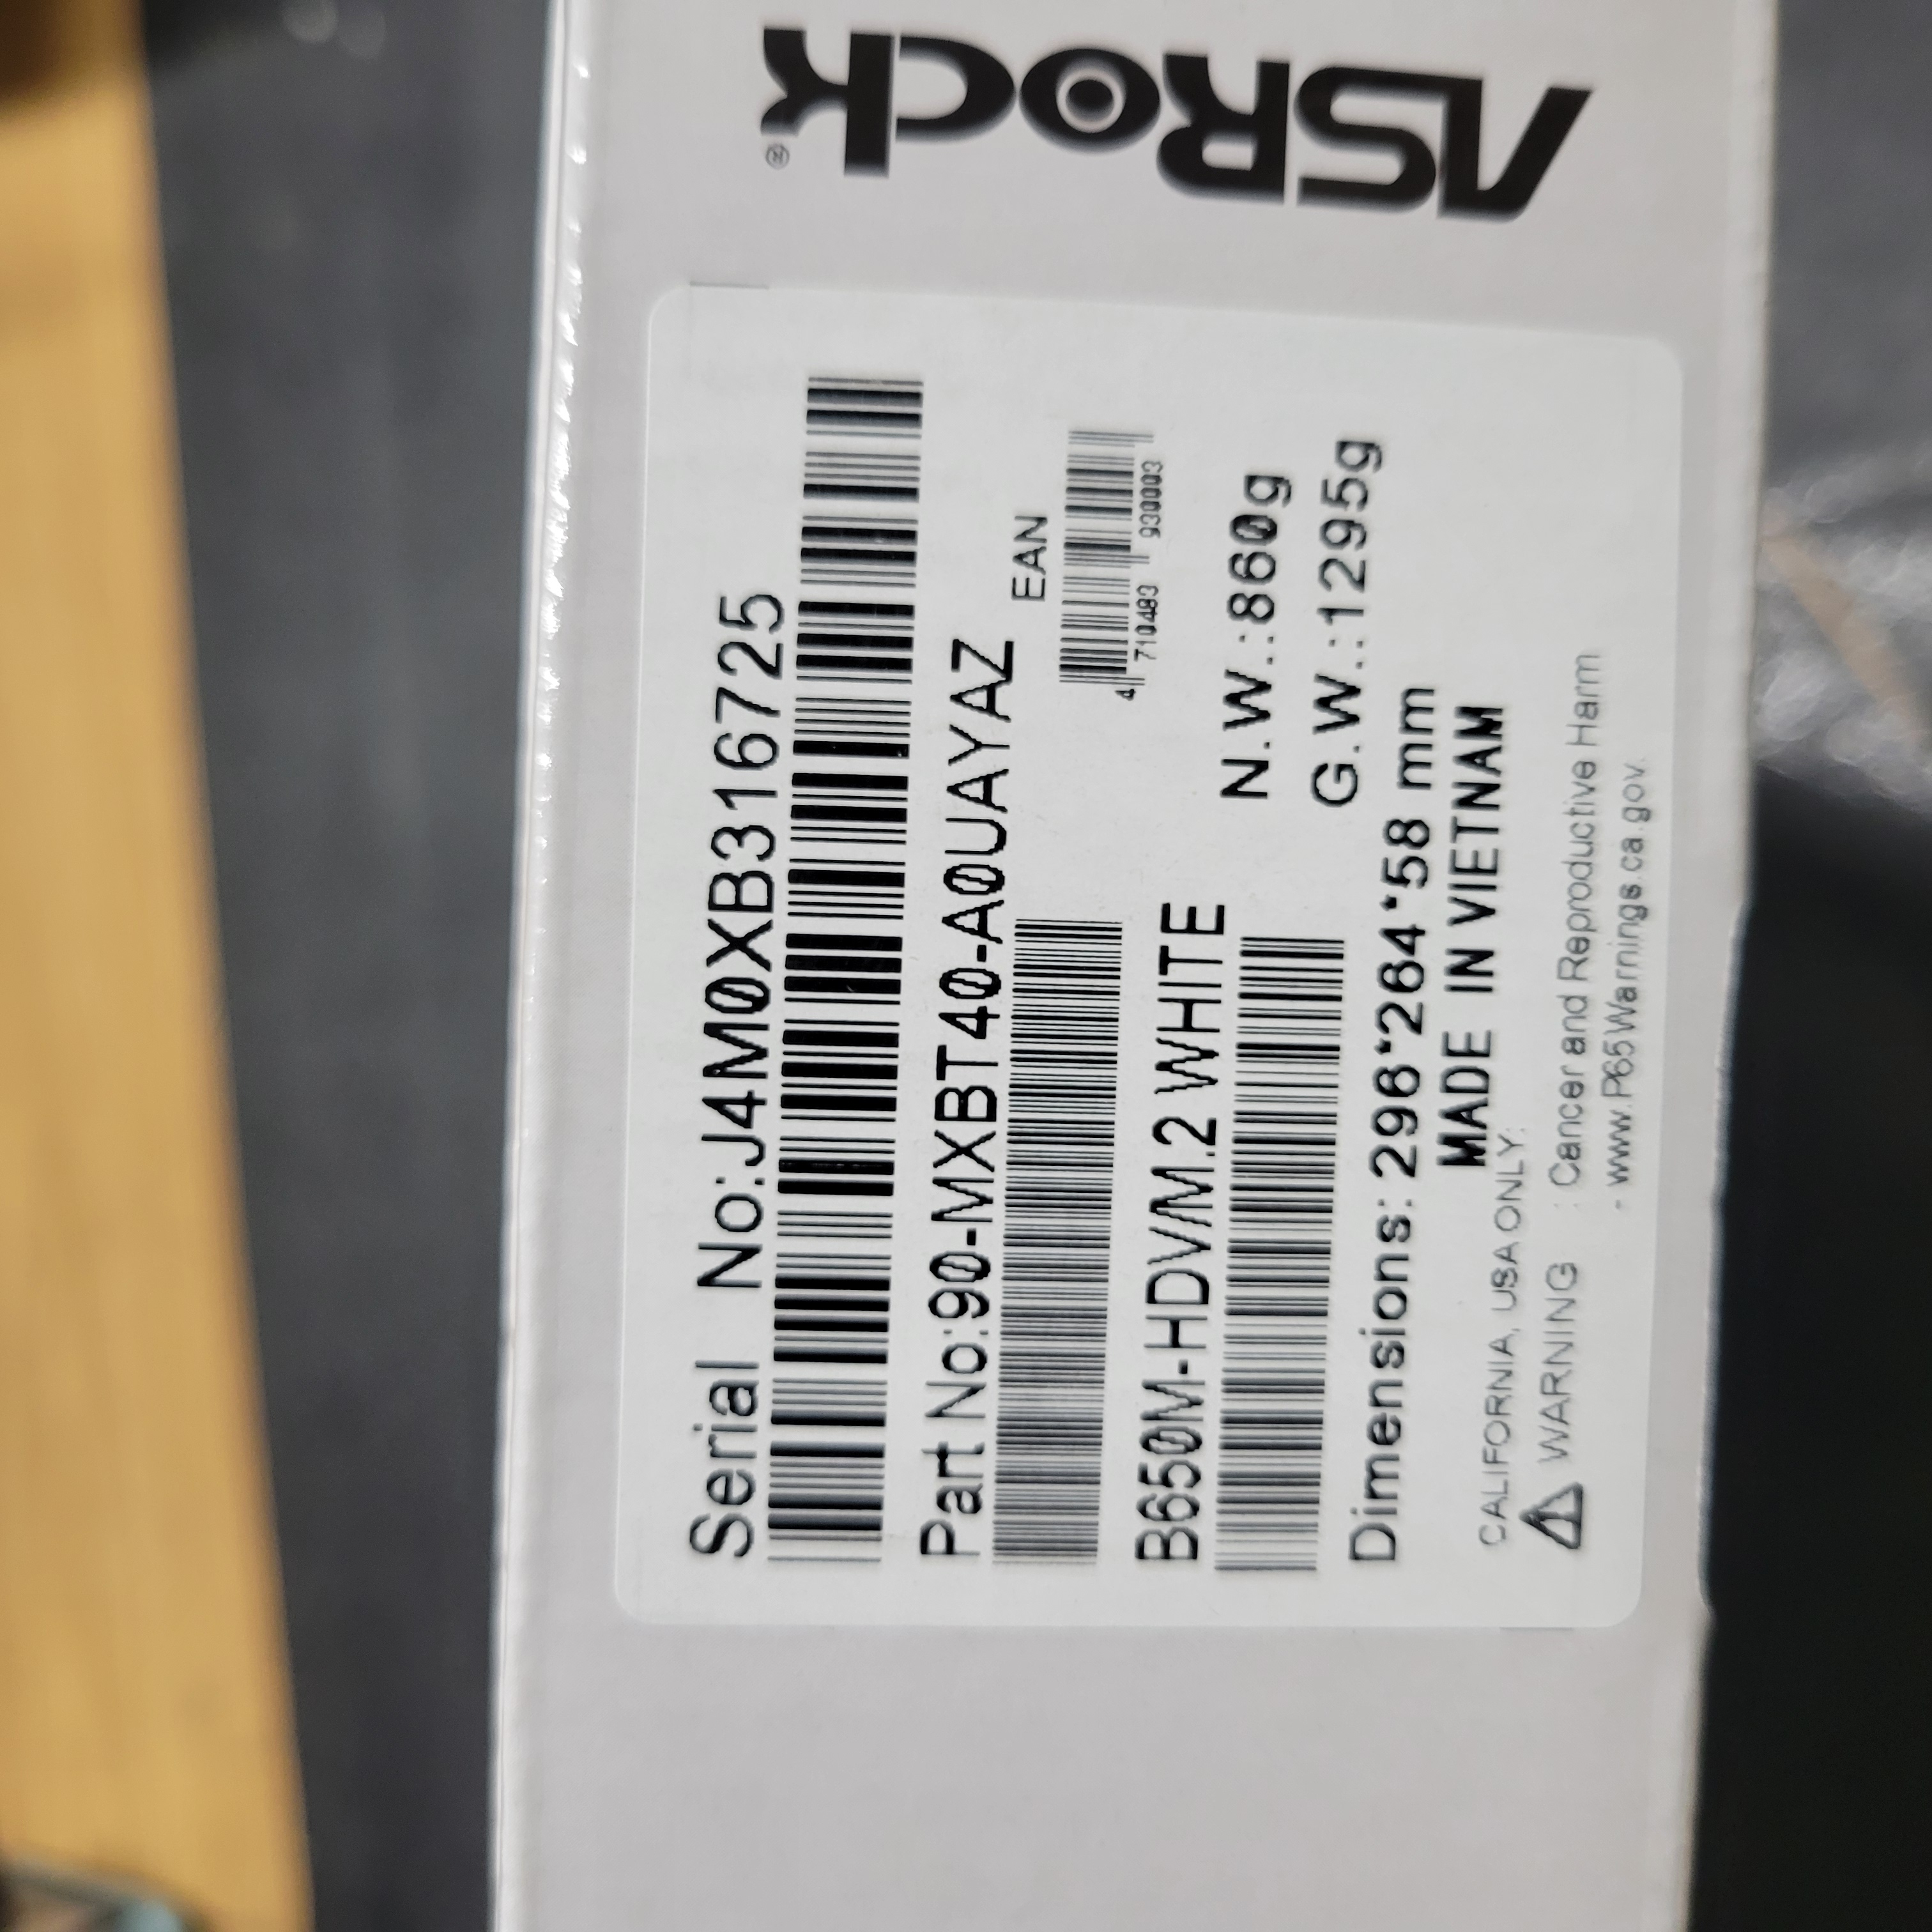 ASRock®
Serial No:J4M0XB316725
Part No:90-MXBT40-A0UAYAZ
EAN
4 710483 930003
B650M-HDV/M.2 WHITE
N.W.:860g
G.W.:1295g
Dimensions: 296*264*58 mm
MADE IN VIETNAM
CALIFORNIA, USA ONLY:
WARNING : Cancer and Reproductive Harm
- www.P65Warnings.ca.gov.